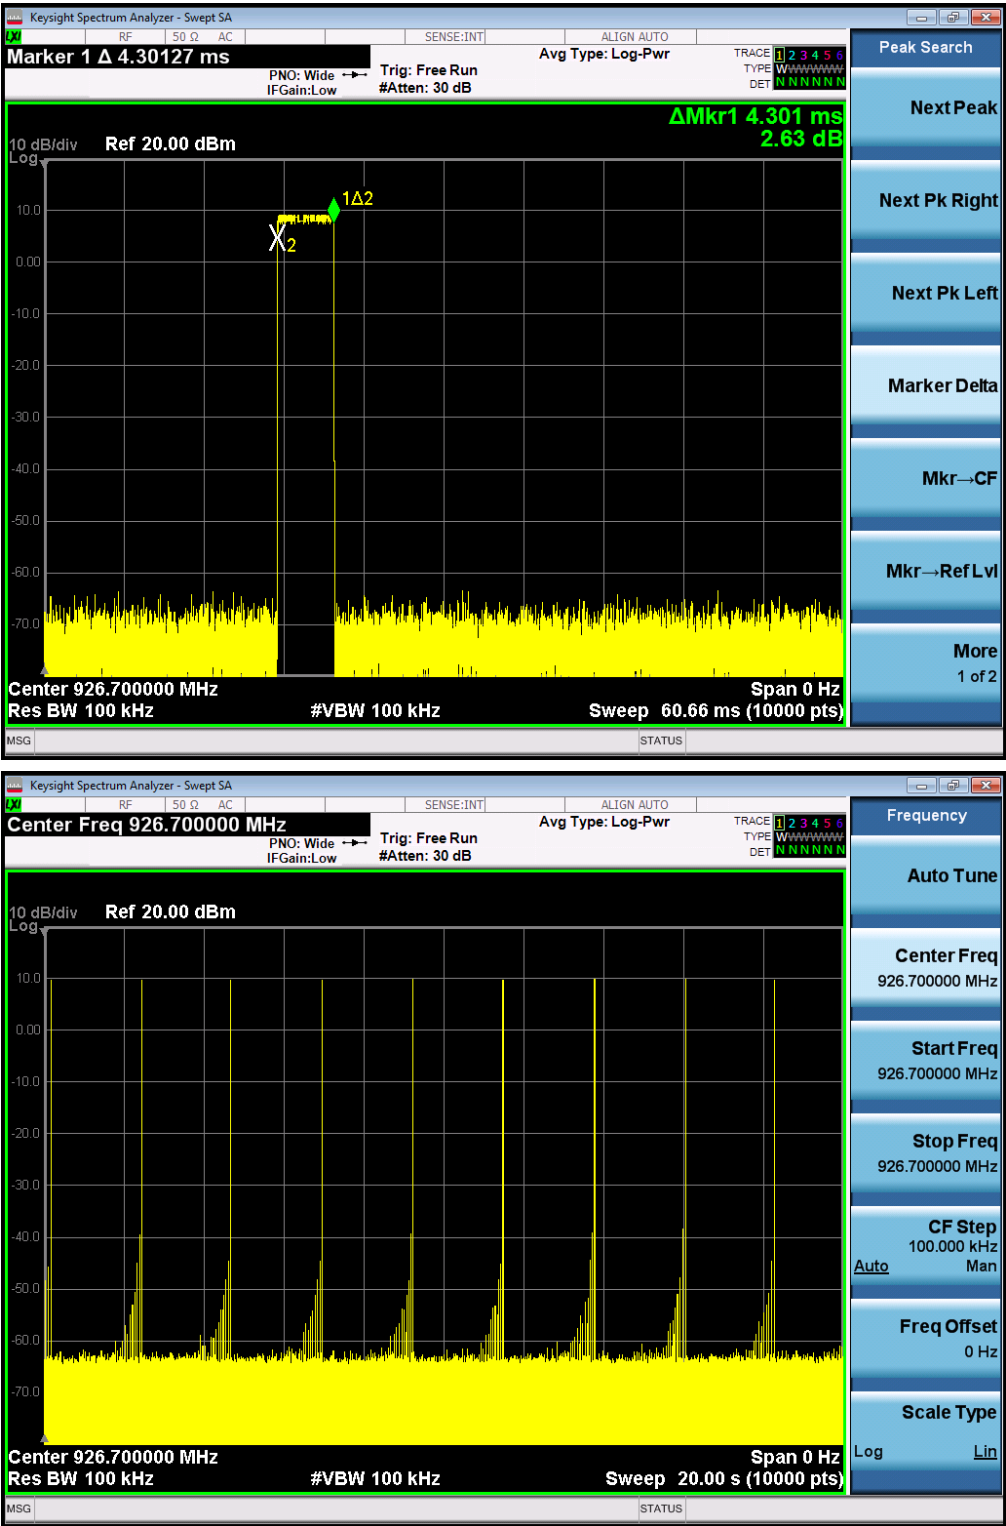 Keysight Spectrum Analyzer - Swept SA
LXI RF 50 Ω AC SENSE:INT ALIGN AUTO
Marker 1 Δ 4.30127 ms
PNO: Wide
IFGain:Low
Trig: Free Run
#Atten: 30 dB
Avg Type: Log-Pwr
TRACE 1 2 3 4 5 6
TYPE WWWWWW
DET N N N N N N
ΔMkr1 4.301 ms
2.63 dB
10 dB/div Ref 20.00 dBm
Log
1Δ2
2
10.0
0.00
-10.0
-20.0
-30.0
-40.0
-50.0
-60.0
-70.0
Center 926.700000 MHz Span 0 Hz
Res BW 100 kHz #VBW 100 kHz Sweep 60.66 ms (10000 pts)
MSG STATUS
Peak Search
Next Peak
Next Pk Right
Next Pk Left
Marker Delta
Mkr→CF
Mkr→Ref Lvl
More
1 of 2
Keysight Spectrum Analyzer - Swept SA
LXI RF 50 Ω AC SENSE:INT ALIGN AUTO
Center Freq 926.700000 MHz
PNO: Wide
IFGain:Low
Trig: Free Run
#Atten: 30 dB
Avg Type: Log-Pwr
TRACE 1 2 3 4 5 6
TYPE WWWWWW
DET N N N N N N
10 dB/div Ref 20.00 dBm
Log
10.0
0.00
-10.0
-20.0
-30.0
-40.0
-50.0
-60.0
-70.0
Center 926.700000 MHz Span 0 Hz
Res BW 100 kHz #VBW 100 kHz Sweep 20.00 s (10000 pts)
MSG STATUS
Frequency
Auto Tune
Center Freq
926.700000 MHz
Start Freq
926.700000 MHz
Stop Freq
926.700000 MHz
CF Step
100.000 kHz
Auto Man
Freq Offset
0 Hz
Scale Type
Log Lin